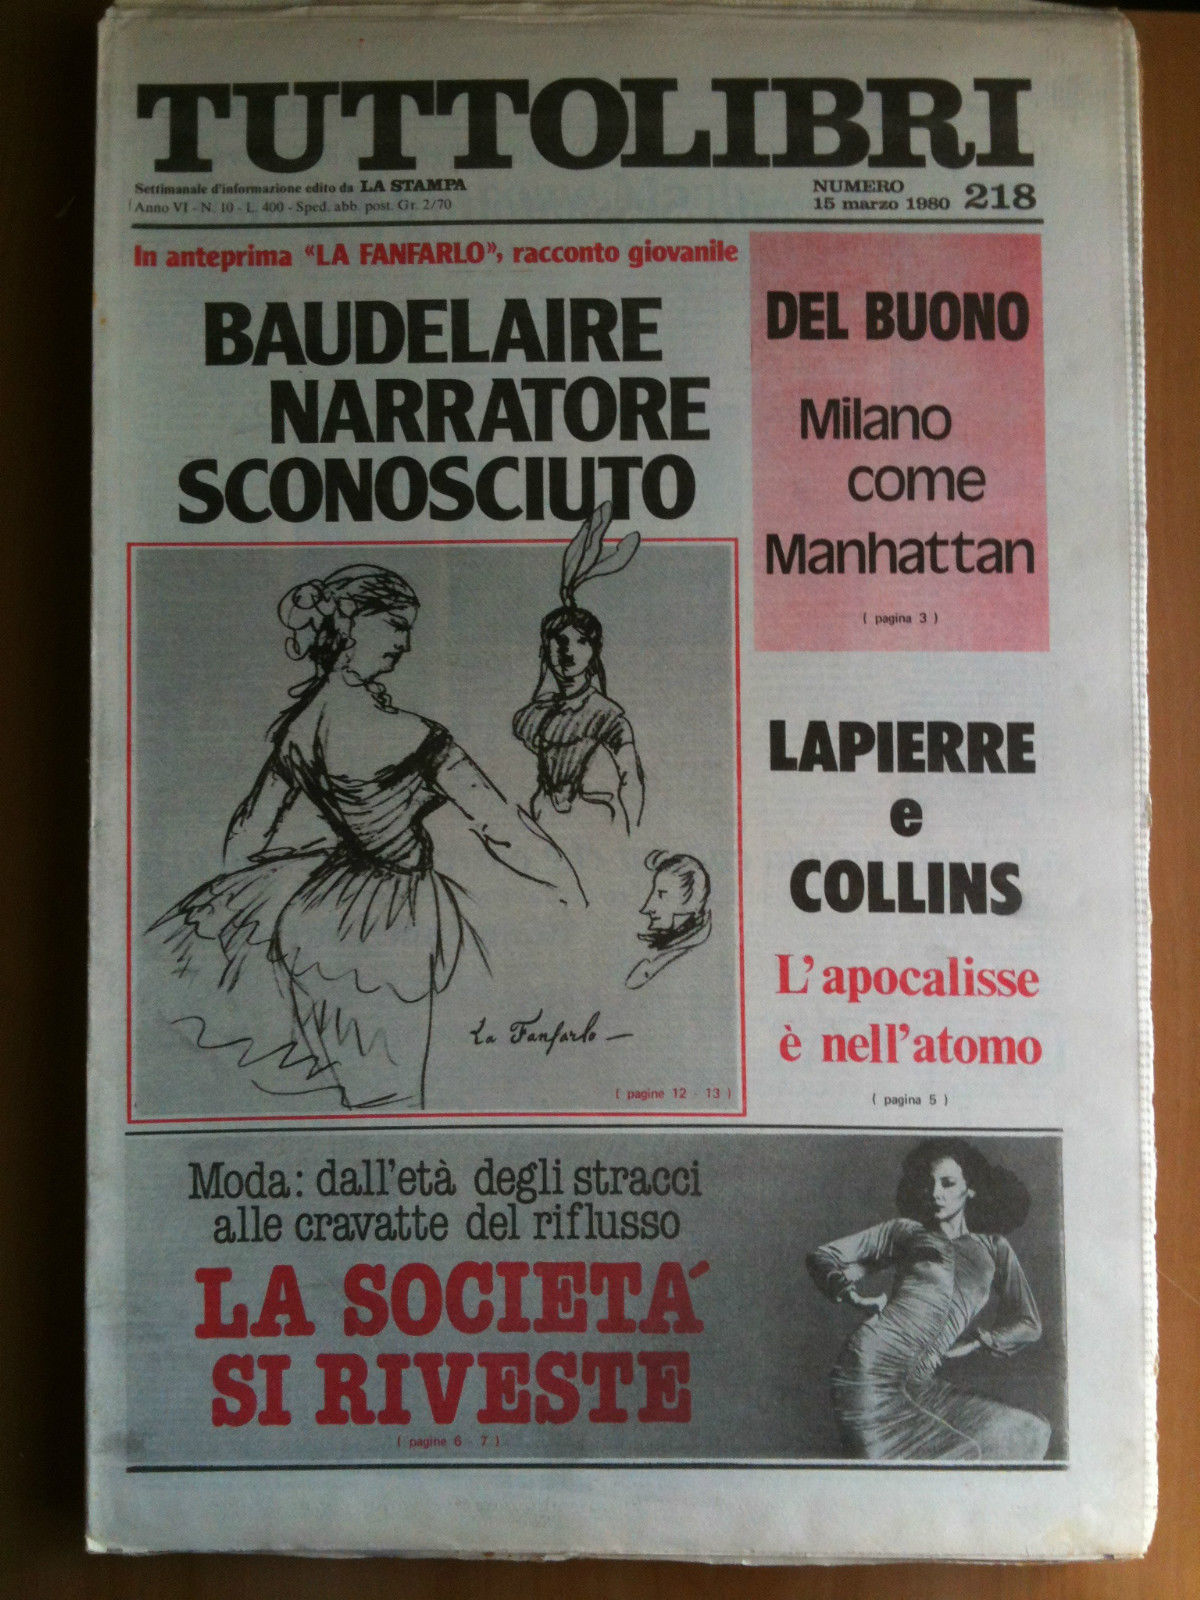 TUTTOLIBRI
Settimanale d'informazione edito da LA STAMPA
Anno VI - N. 10 - L. 400 - Sped. abb. post. Gr. 2/70
NUMERO 218
15 marzo 1980
In anteprima "LA FANFARLO", racconto giovanile
BAUDELAIRE
NARRATORE
SCONOSCIUTO
La Fanfarlo
( pagine 12 - 13 )
DEL BUONO
Milano
come
Manhattan
( pagina 3 )
LAPIERRE
e
COLLINS
L'apocalisse
è nell'atomo
( pagina 5 )
Moda: dall'età degli stracci
alle cravatte del riflusso
LA SOCIETÁ
SI RIVESTE
( pagine 6 - 7 )